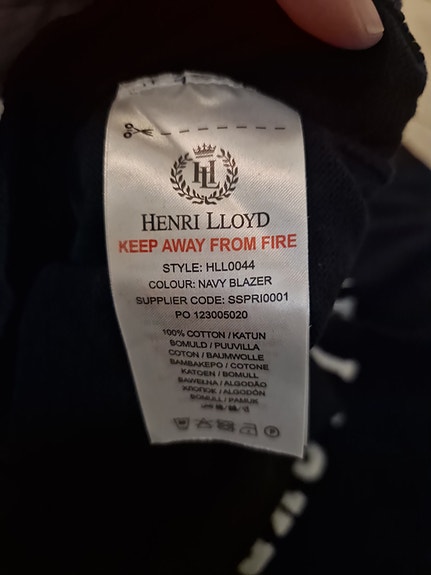 HL
HENRI LLOYD
KEEP AWAY FROM FIRE
STYLE: HLL0044
COLOUR: NAVY BLAZER
SUPPLIER CODE: SSPRI0001
PO 123005020
100% COTTON / KATUN
BOMULD / PUUVILLA
COTON / BAUMWOLLE
BAMBAKEPO / COTONE
KATOEN / BOMULL
BAWEŁNA / ALGODÃO
ХЛОПОК / ALGODÓN
BOMULL / PAMUK